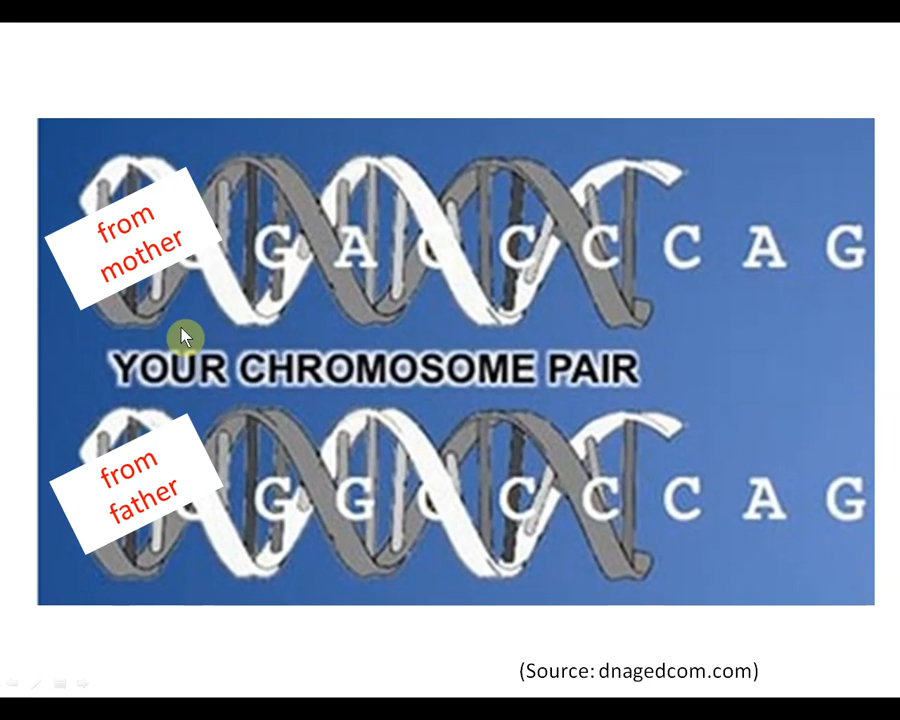 from
mother
G A C C C C A G
YOUR CHROMOSOME PAIR
from
father
G G C C C C A G
(Source: dnagedcom.com)